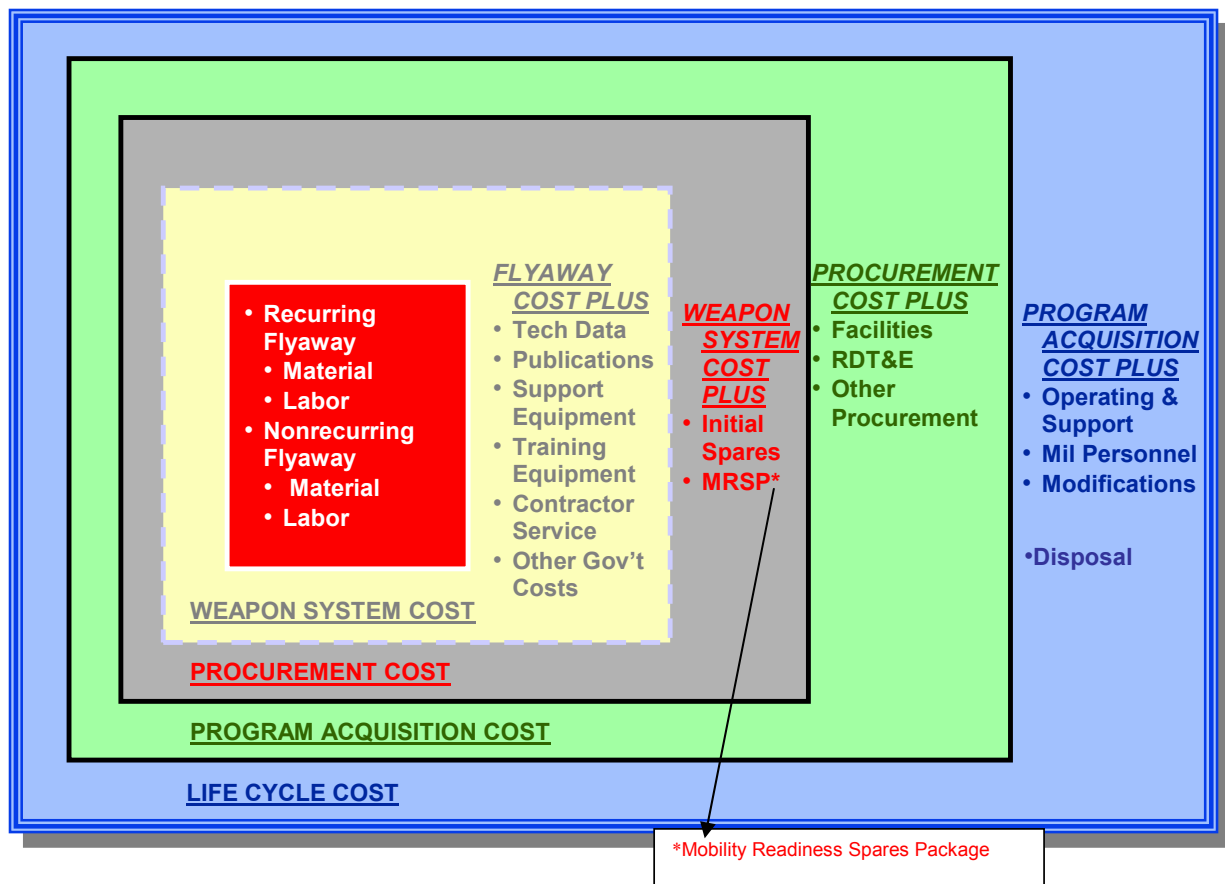 • Recurring
Flyaway
• Material
• Labor
• Nonrecurring
Flyaway
• Material
• Labor
FLYAWAY
COST PLUS
• Tech Data
• Publications
• Support
Equipment
• Training
Equipment
• Contractor
Service
• Other Gov't
Costs
WEAPON SYSTEM COST
WEAPON
SYSTEM
COST
PLUS
• Initial
Spares
• MRSP*
PROCUREMENT COST
PROCUREMENT
COST PLUS
• Facilities
• RDT&E
• Other
Procurement
PROGRAM ACQUISITION COST
PROGRAM
ACQUISITION
COST PLUS
• Operating &
Support
• Mil Personnel
• Modifications
•Disposal
LIFE CYCLE COST
*Mobility Readiness Spares Package